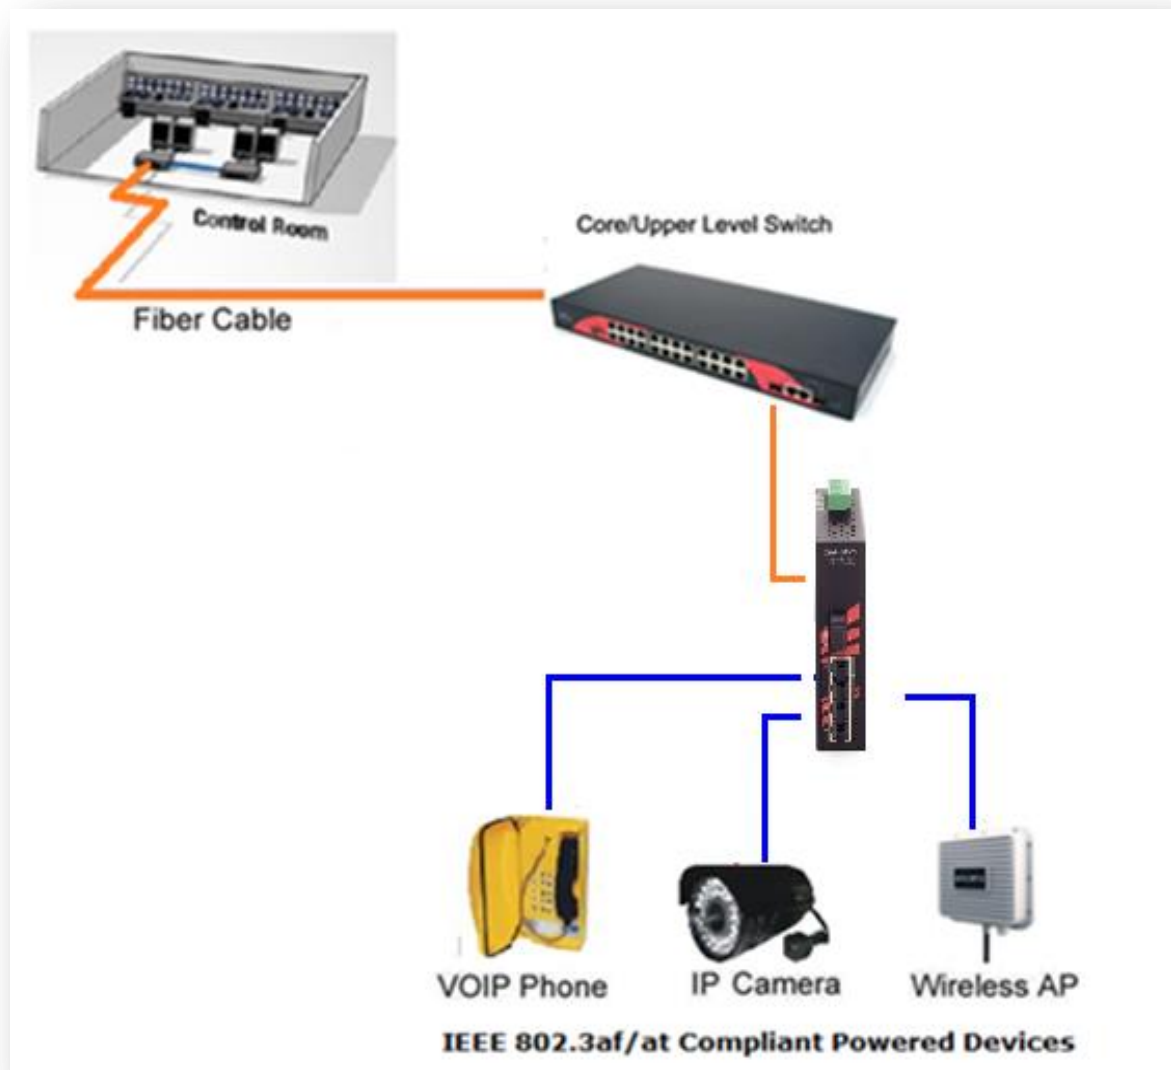 Control Room
Core/Upper Level Switch
Fiber Cable
VOIP Phone
IP Camera
Wireless AP
IEEE 802.3af/at Compliant Powered Devices